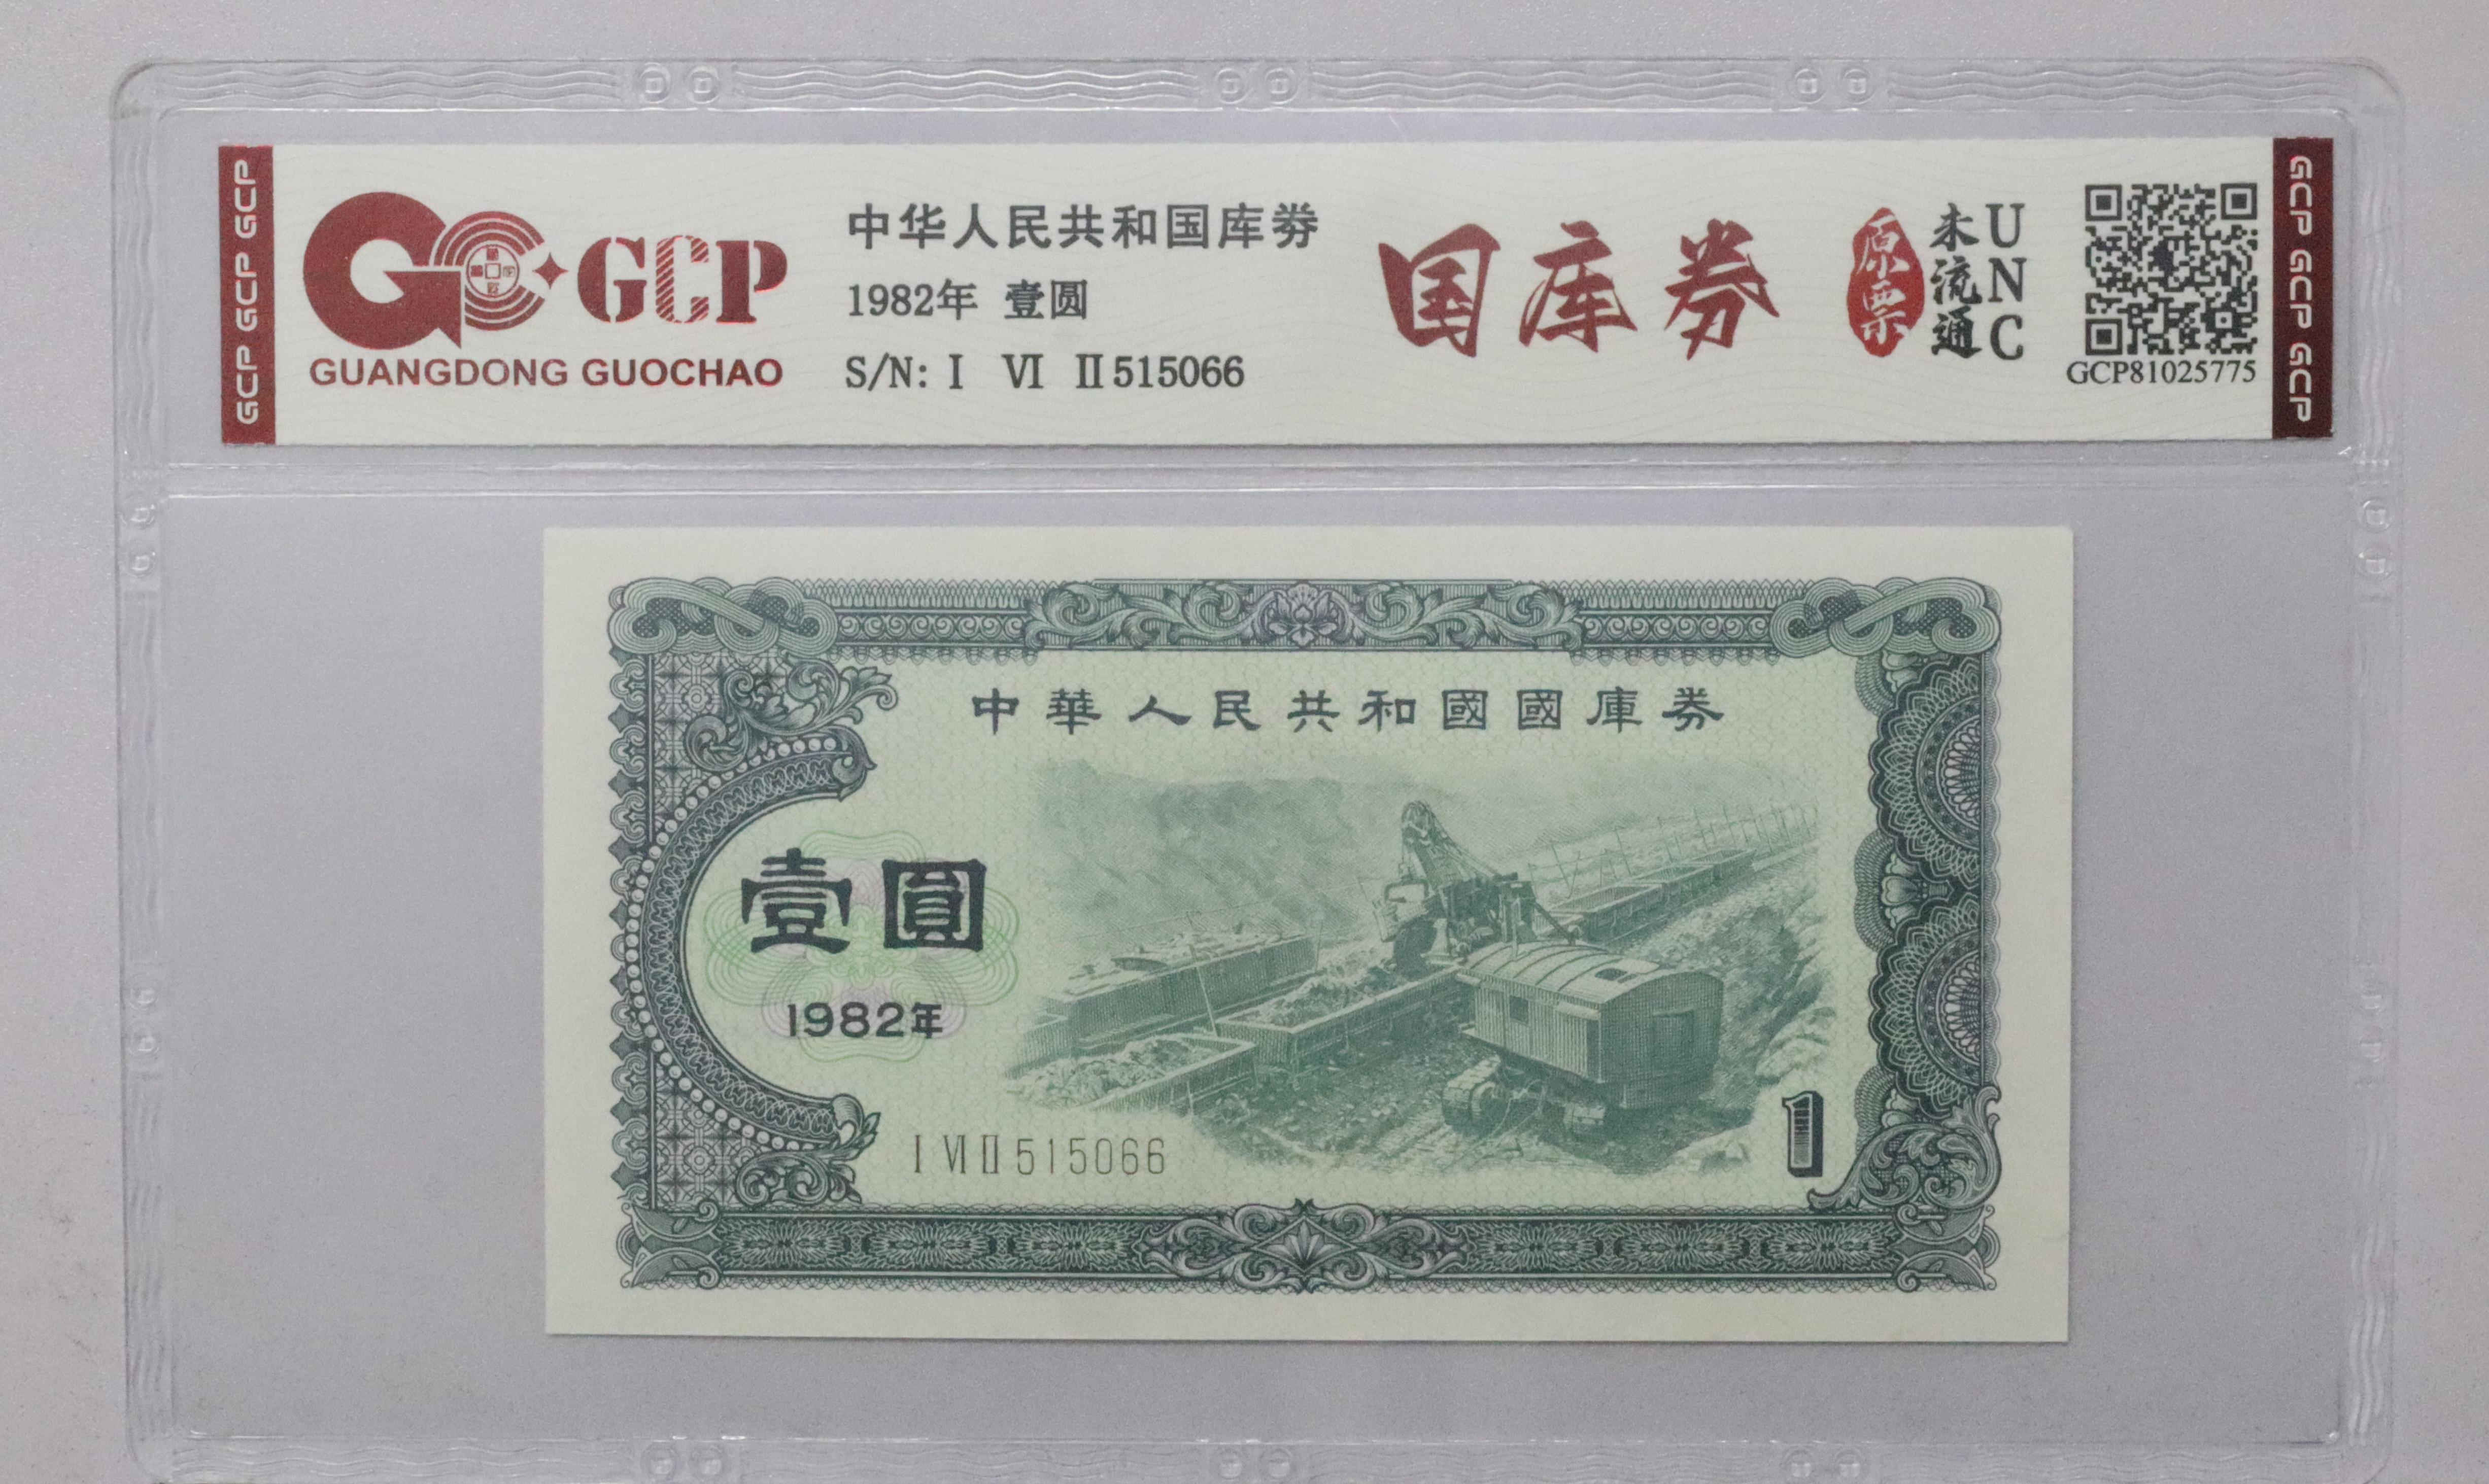 GCP GCP GCP
GC GCP
GUANGDONG GUOCHAO
中华人民共和国库券
1982年 壹圆
S/N: Ⅰ Ⅵ Ⅱ515066
国库券
原票
未流通
UNC
GCP81025775
GCP GCP GCP
中華人民共和國國庫券
壹圓
1982年
Ⅰ Ⅵ Ⅱ 515066
1